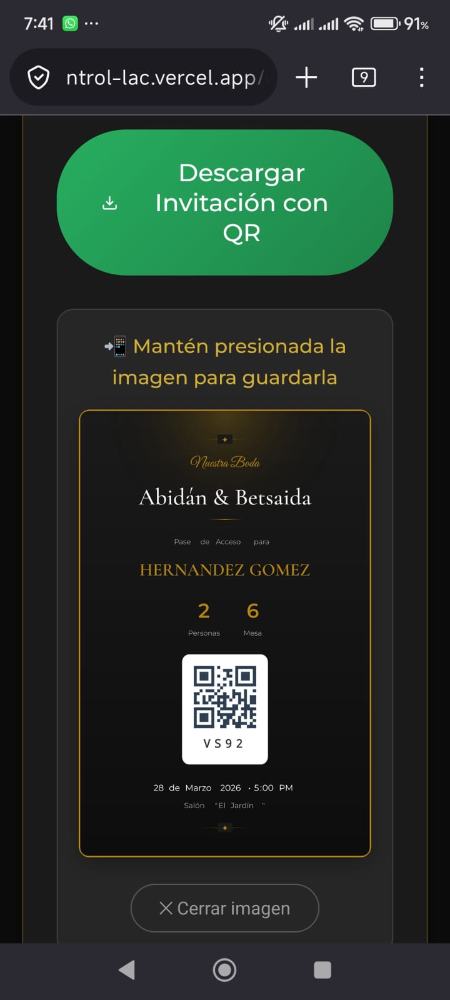 7:41
91%
ntrol-lac.vercel.app/
9
Descargar
Invitación con
QR
Mantén presionada la
imagen para guardarla
Nuestra Boda
Abidán & Betsaida
Pase de Acceso para
HERNANDEZ GOMEZ
2 6
Personas Mesa
VS92
28 de Marzo 2026 · 5:00 PM
Salón "El Jardín "
Cerrar imagen